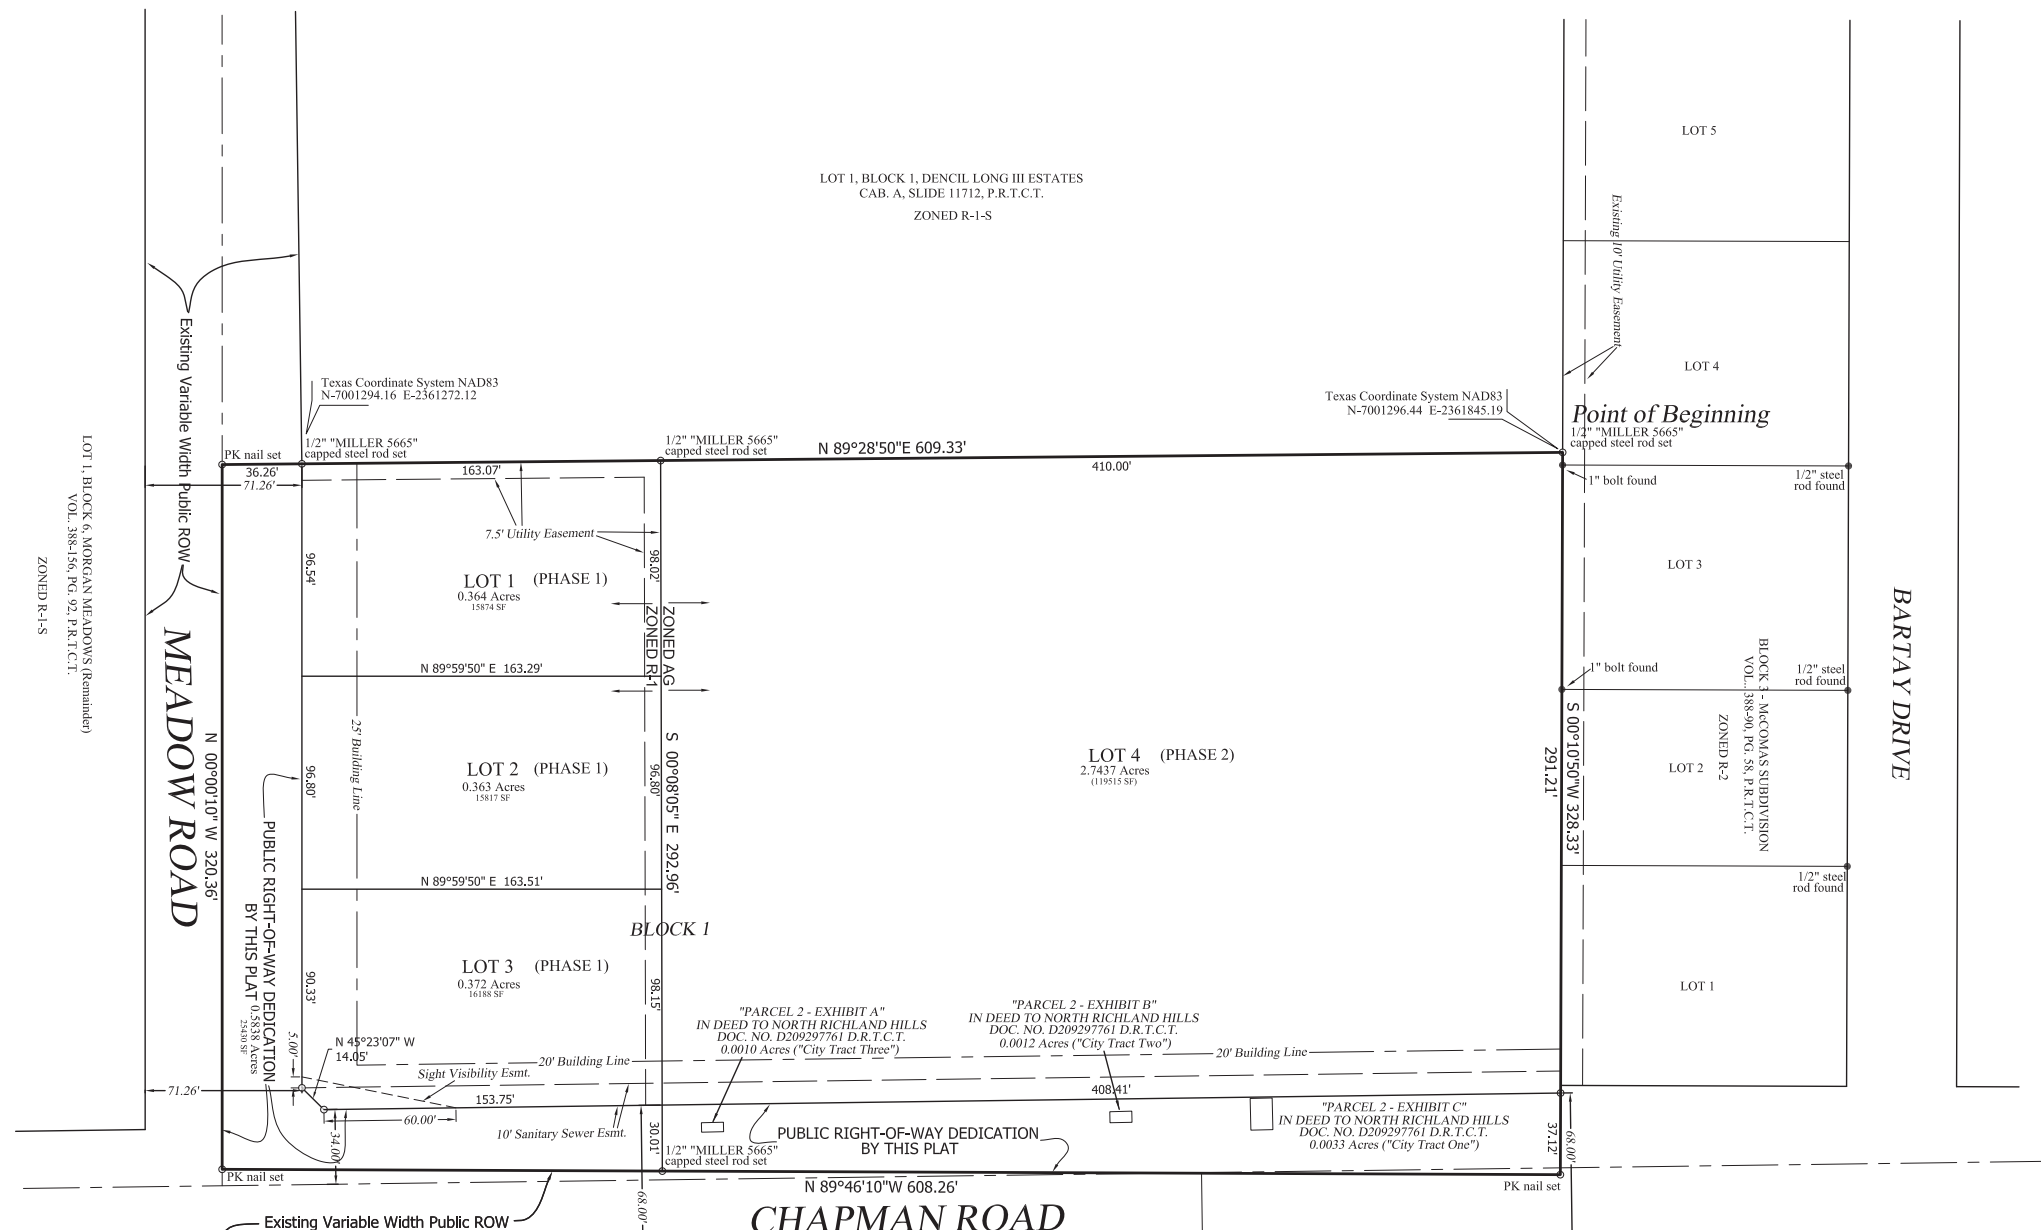 LOT 1, BLOCK 1, DENCIL LONG III ESTATES
CAB. A, SLIDE 11712, P.R.T.C.T.
ZONED R-1-S
LOT 5
Existing 10' Utility Easement
LOT 4
Existing Variable Width Public ROW
Texas Coordinate System NAD83
N-7001294.16 E-2361272.12
Texas Coordinate System NAD83
N-7001296.44 E-2361845.19
Point of Beginning
1/2" "MILLER 5665"
capped steel rod set
PK nail set
1/2" "MILLER 5665"
capped steel rod set
1/2" "MILLER 5665"
capped steel rod set
N 89°28'50"E 609.33'
36.26'
71.26'
163.07'
410.00'
1" bolt found
1/2" steel
rod found
LOT 1, BLOCK 6, MORGAN MEADOWS (Remainder)
VOL. 388-156, PG. 92, P.R.T.C.T.
ZONED R-1-S
7.5' Utility Easement
96.54'
98.02'
LOT 1 (PHASE 1)
0.364 Acres
15874 SF
ZONED AG
ZONED R-1
LOT 3
N 89°59'50" E 163.29'
1" bolt found
1/2" steel
rod found
MEADOW ROAD
N 00°00'10" W 320.36'
25' Building Line
96.80'
LOT 2 (PHASE 1)
0.363 Acres
15817 SF
96.80'
S 00°08'05" E 292.96'
LOT 4 (PHASE 2)
2.7437 Acres
(119515 SF)
291.21'
S 00°10'50"W 328.33'
LOT 2
ZONED R-2
BLOCK 3 - McCOMAS SUBDIVISION
VOL.. 388-90, PG. 58, P.R.T.C.T.
BARTAY DRIVE
1/2" steel
rod found
N 89°59'50" E 163.51'
BLOCK 1
PUBLIC RIGHT-OF-WAY DEDICATION
BY THIS PLAT
0.5838 Acres
25430 SF
90.33'
LOT 3 (PHASE 1)
0.372 Acres
16188 SF
98.15'
LOT 1
"PARCEL 2 - EXHIBIT A"
IN DEED TO NORTH RICHLAND HILLS
DOC. NO. D209297761 D.R.T.C.T.
0.0010 Acres ("City Tract Three")
"PARCEL 2 - EXHIBIT B"
IN DEED TO NORTH RICHLAND HILLS
DOC. NO. D209297761 D.R.T.C.T.
0.0012 Acres ("City Tract Two")
5.00'
N 45°23'07" W
14.05'
20' Building Line
20' Building Line
Sight Visibility Esmt.
71.26'
153.75'
408.41'
60.00'
34.00'
10' Sanitary Sewer Esmt.
30.01'
PUBLIC RIGHT-OF-WAY DEDICATION
BY THIS PLAT
"PARCEL 2 - EXHIBIT C"
IN DEED TO NORTH RICHLAND HILLS
DOC. NO. D209297761 D.R.T.C.T.
0.0033 Acres ("City Tract One")
37.12'
68.00'
1/2" "MILLER 5665"
capped steel rod set
PK nail set
68.00'
N 89°46'10"W 608.26'
PK nail set
Existing Variable Width Public ROW
CHAPMAN ROAD